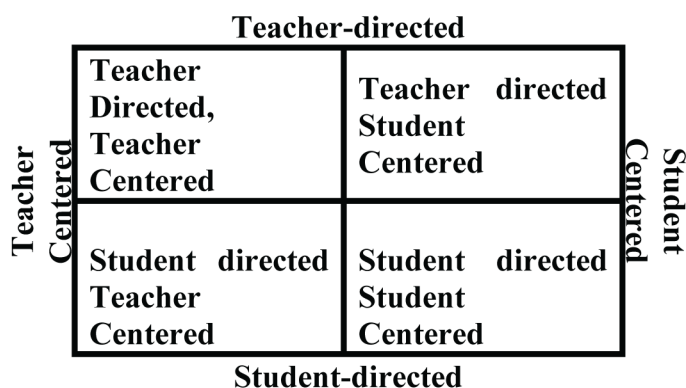 Teacher-directed
Teacher
Directed,
Teacher
Centered
Teacher directed
Student
Centered
Teacher
Centered
Student
Centered
Student directed
Teacher
Centered
Student directed
Student
Centered
Student-directed